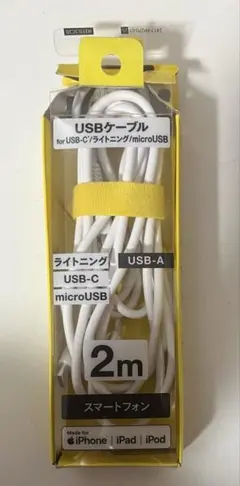 USBケーブル
for USB-C/ライトニング/microUSB
ライトニング
USB-A
USB-C
microUSB
2m
スマートフォン
Made for
iPhone | iPad | iPod